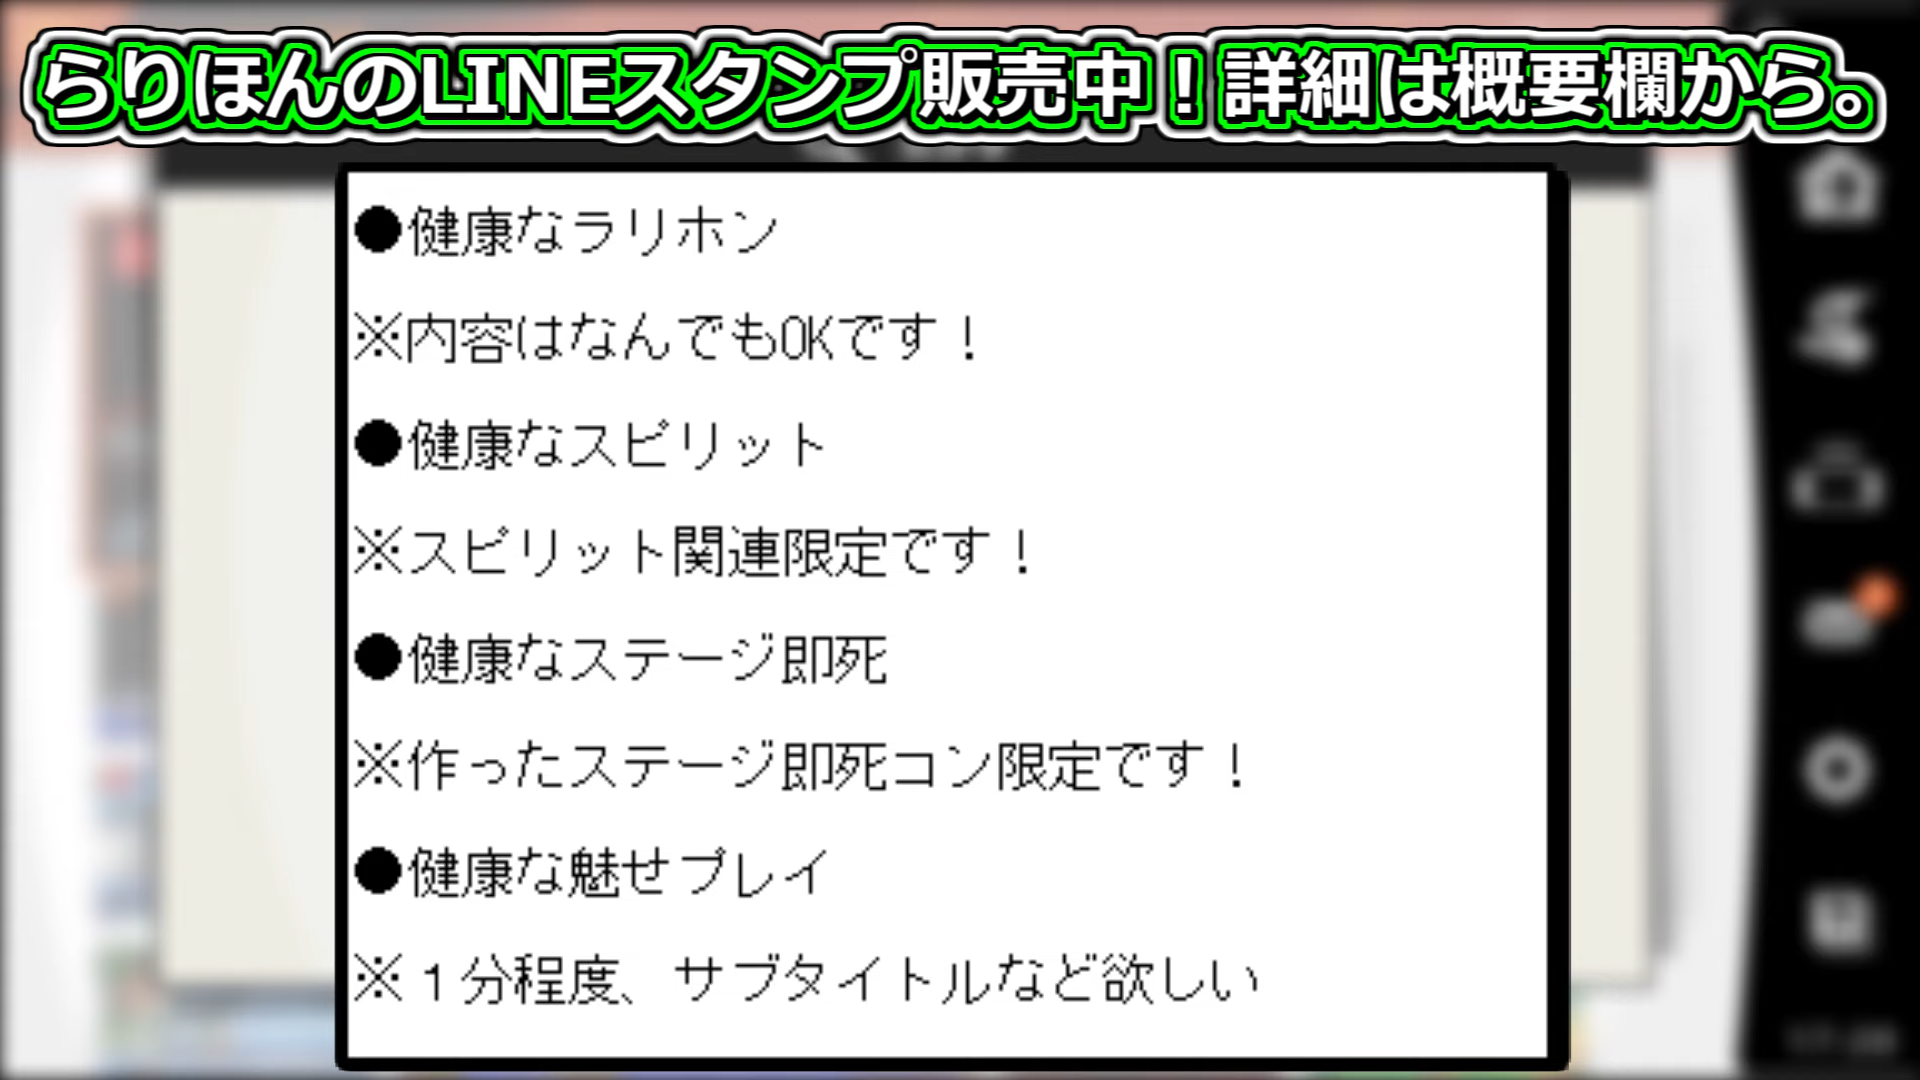 らりほんのLINEスタンプ販売中！詳細は概要欄から。
●健康なラリホン
※内容はなんでもOKです！
●健康なスピリット
※スピリット関連限定です！
●健康なステージ即死
※作ったステージ即死コン限定です！
●健康な魅せプレイ
※１分程度、サブタイトルなど欲しい